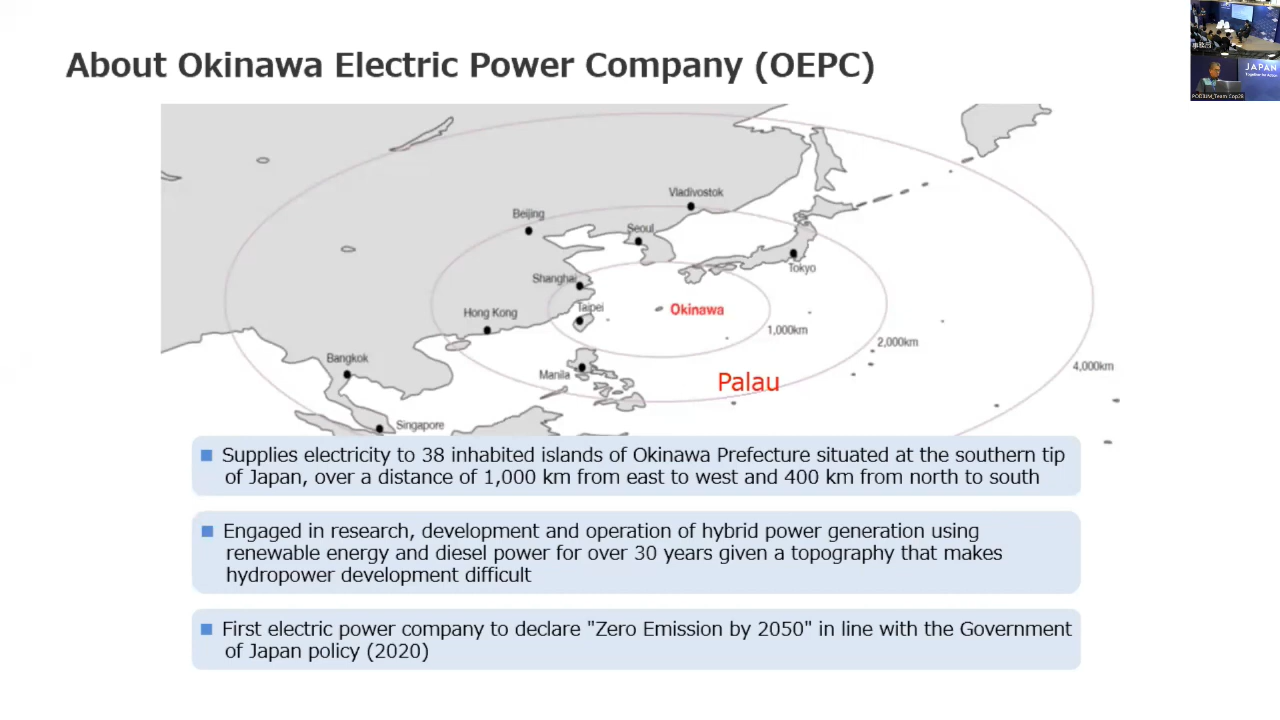 About Okinawa Electric Power Company (OEPC)
JAPAN
Together for Action
PODIUM_Team Cop28
Vladivostok
Beijing
Seoul
Tokyo
Shanghai
Taipei
Okinawa
Hong Kong
1,000km
2,000km
Bangkok
4,000km
Manila
Palau
Singapore
■ Supplies electricity to 38 inhabited islands of Okinawa Prefecture situated at the southern tip
of Japan, over a distance of 1,000 km from east to west and 400 km from north to south
■ Engaged in research, development and operation of hybrid power generation using
renewable energy and diesel power for over 30 years given a topography that makes
hydropower development difficult
■ First electric power company to declare "Zero Emission by 2050" in line with the Government
of Japan policy (2020)